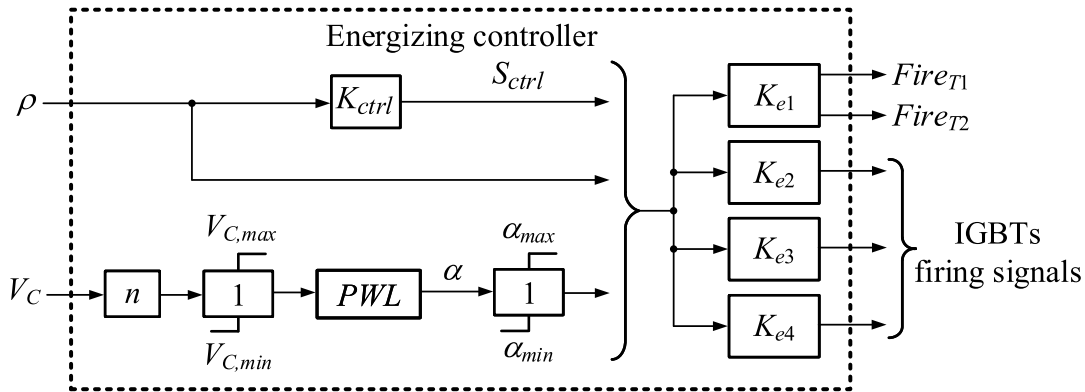 Energizing controller
ρ
K_ctrl
S_ctrl
V_C
n
V_C,max
1
V_C,min
PWL
α
α_max
1
α_min
K_e1
Fire_T1
Fire_T2
K_e2
K_e3
K_e4
IGBTs
firing signals